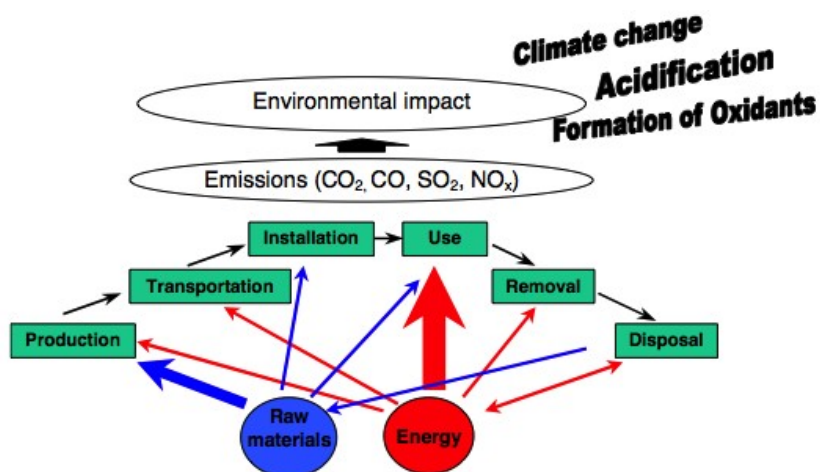 Climate change
Acidification
Formation of Oxidants
Environmental impact
Emissions (CO₂, CO, SO₂, NOₓ)
Installation
Use
Transportation
Removal
Production
Disposal
Raw
materials
Energy